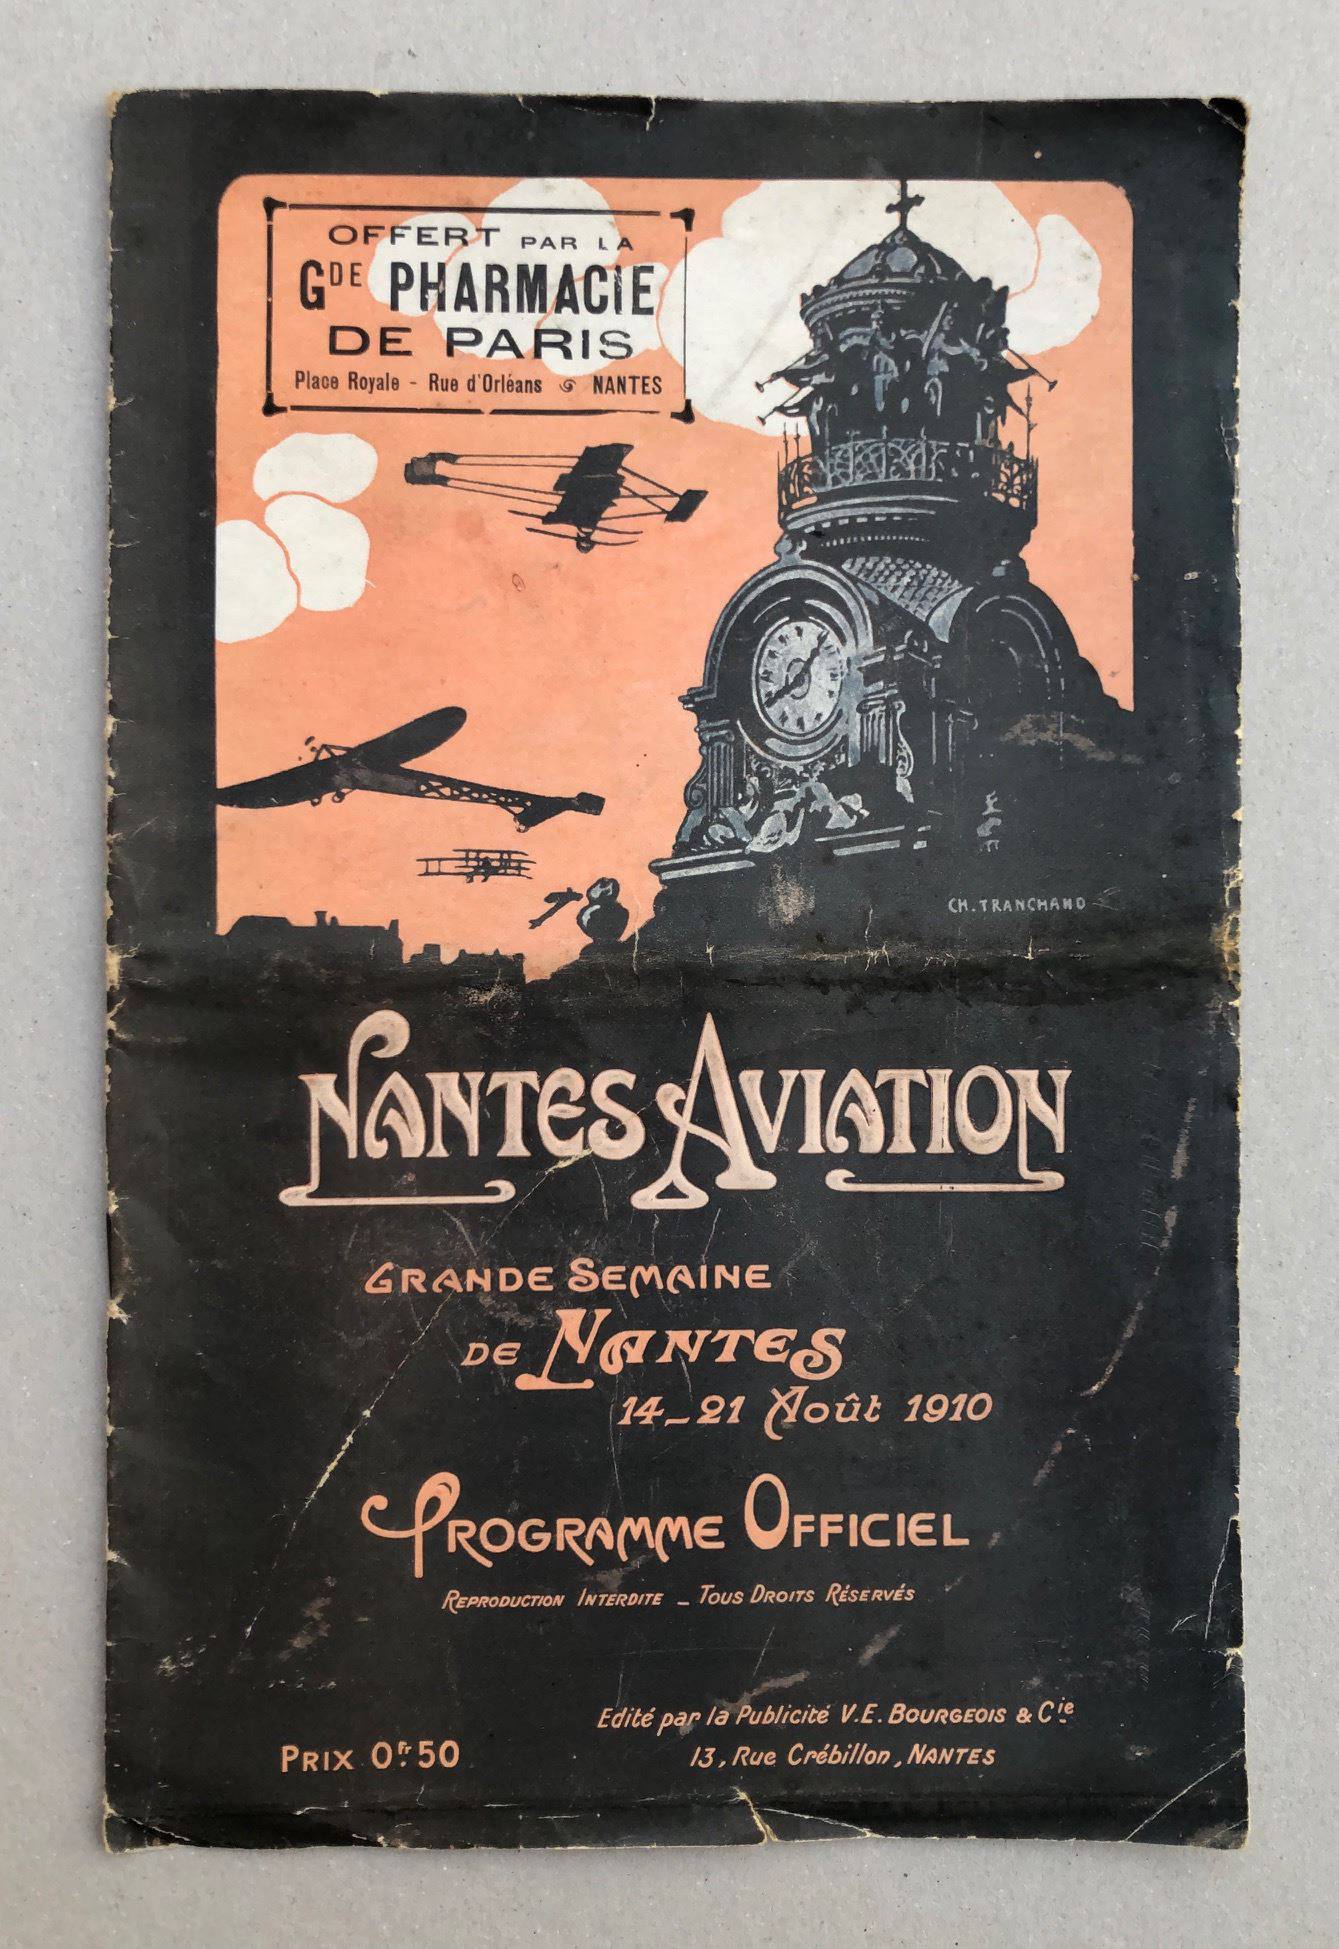 OFFERT PAR LA
GDE PHARMACIE
DE PARIS
Place Royale - Rue d'Orléans NANTES
CH. TRANCHAND
NANTES AVIATION
GRANDE SEMAINE
DE NANTES
14-21 Août 1910
PROGRAMME OFFICIEL
REPRODUCTION INTERDITE - TOUS DROITS RÉSERVÉS
Edité par la Publicité V.E. BOURGEOIS & Cie
13, Rue Crébillon, NANTES
PRIX 0fr.50